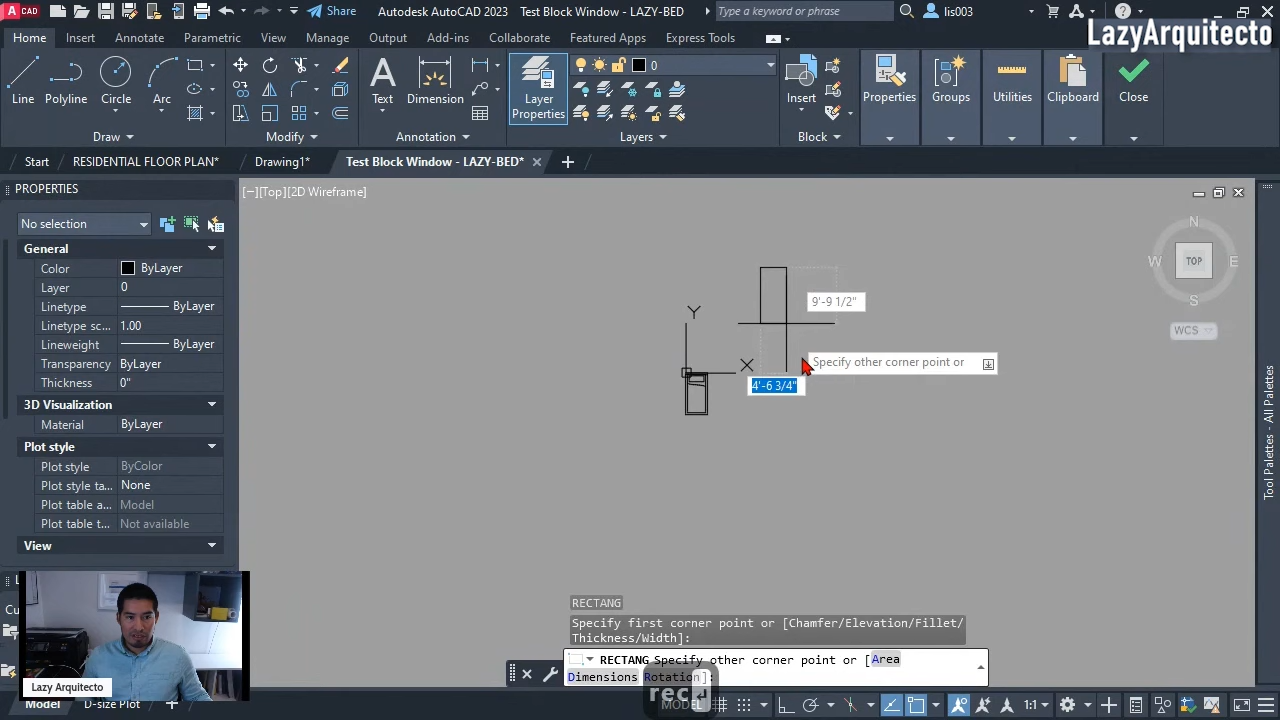 A CAD
Share
Autodesk AutoCAD 2023
Test Block Window - LAZY-BED
Type a keyword or phrase
lis003
LazyArquitecto
Home
Insert
Annotate
Parametric
View
Manage
Output
Add-ins
Collaborate
Featured Apps
Express Tools
0
Line
Polyline
Circle
Arc
Text
Dimension
Layer
Properties
Insert
Properties
Groups
Utilities
Clipboard
Close
Draw
Modify
Annotation
Layers
Block
Start
RESIDENTIAL FLOOR PLAN*
Drawing1*
Test Block Window - LAZY-BED*
PROPERTIES
[−][Top][2D Wireframe]
No selection
General
Color ByLayer
Layer 0
Linetype ByLayer
Linetype sc... 1.00
Lineweight ByLayer
Transparency ByLayer
Thickness 0"
3D Visualization
Material ByLayer
Plot style
Plot style ByColor
Plot style ta... None
Plot table a... Model
Plot table t... Not available
View
N
W TOP E
S
WCS
Y
X
9'-9 1/2"
Specify other corner point or
4'-6 3/4"
Tool Palettes - All Palettes
Cu
Lazy Arquitecto
RECTANG
Specify first corner point or [Chamfer/Elevation/Fillet/
Thickness/Width]:
RECTANG Specify other corner point or [Area
Dimensions Rotation]:
rec
Model
D-size Plot
MODEL
1:1